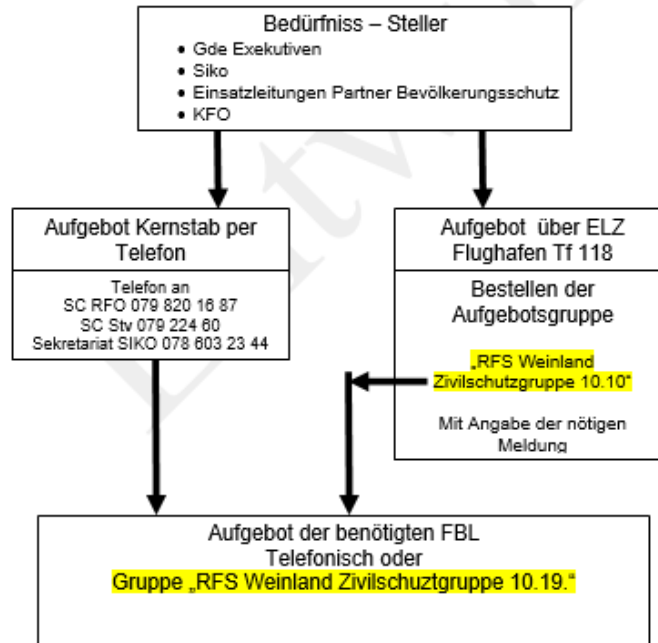 Bedürfniss – Steller
• Gde Exekutiven
• Siko
• Einsatzleitungen Partner Bevölkerungsschutz
• KFO
Aufgebot Kernstab per
Telefon
Telefon an
SC RFO 079 820 16 87
SC Stv 079 224 60
Sekretariat SIKO 078 603 23 44
Aufgebot über ELZ
Flughafen Tf 118
Bestellen der
Aufgebotsgruppe
„RFS Weinland
Zivilschutzgruppe 10.10"
Mit Angabe der nötigen
Meldung
Aufgebot der benötigten FBL
Telefonisch oder
Gruppe „RFS Weinland Zivilschuztgruppe 10.19."